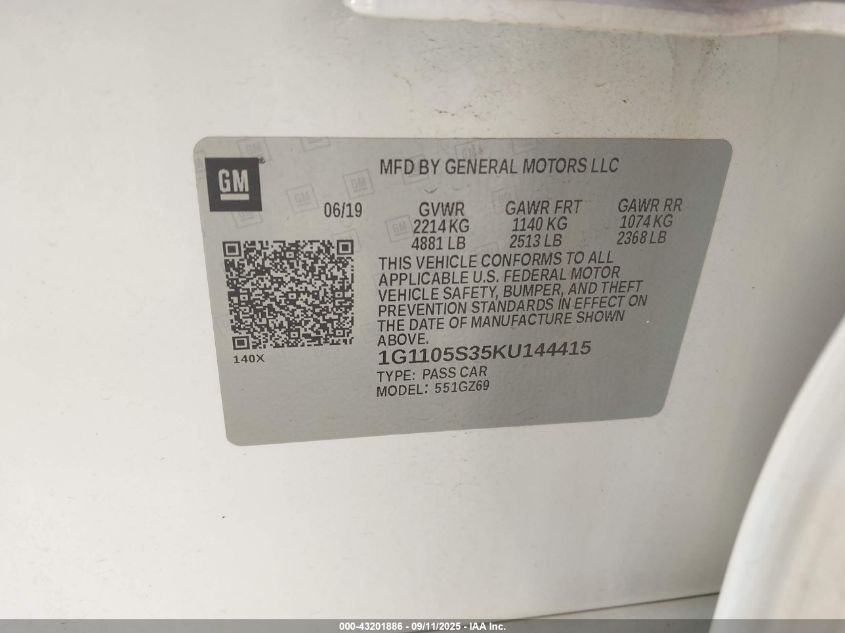 GM
MFD BY GENERAL MOTORS LLC
06/19 GVWR GAWR FRT GAWR RR
2214 KG 1140 KG 1074 KG
4881 LB 2513 LB 2368 LB
THIS VEHICLE CONFORMS TO ALL
APPLICABLE U.S. FEDERAL MOTOR
VEHICLE SAFETY, BUMPER, AND THEFT
PREVENTION STANDARDS IN EFFECT ON
THE DATE OF MANUFACTURE SHOWN
ABOVE.
140X
1G1105S35KU144415
TYPE: PASS CAR
MODEL: 551GZ69
000-43201886 - 09/11/2025 - IAA Inc.